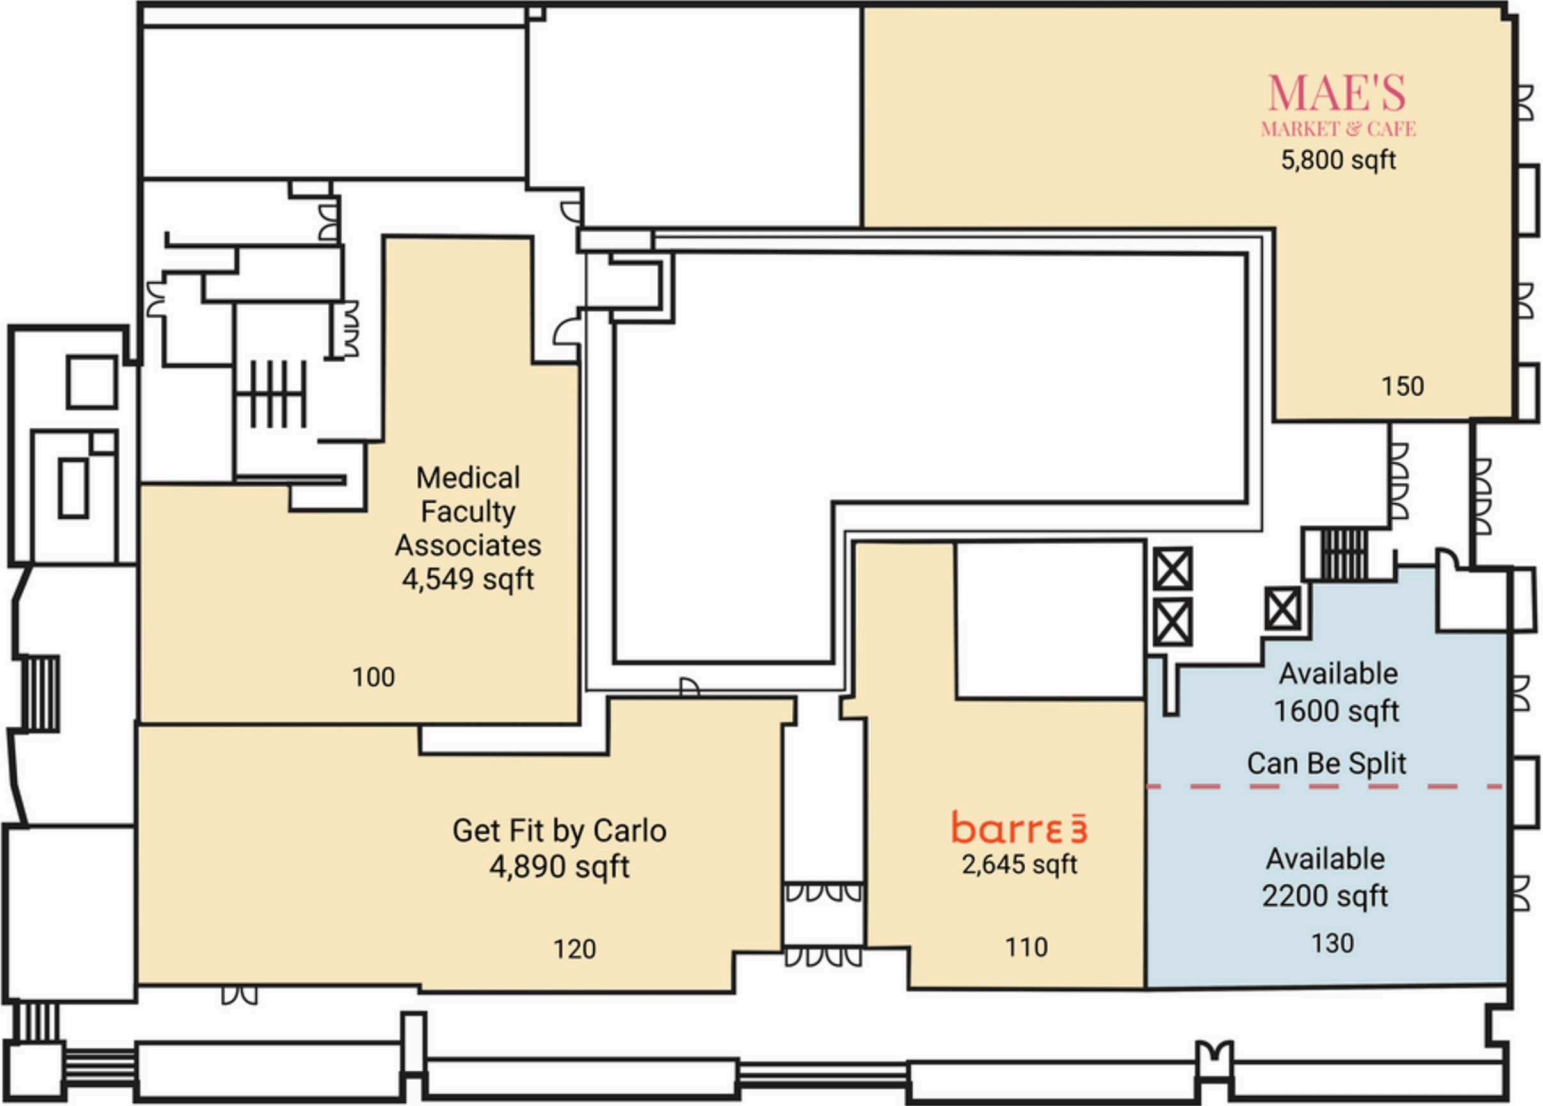 MAE'S
MARKET & CAFE
5,800 sqft
150
Medical
Faculty
Associates
4,549 sqft
100
Available
1600 sqft
Can Be Split
Get Fit by Carlo
4,890 sqft
120
barre3
2,645 sqft
110
Available
2200 sqft
130